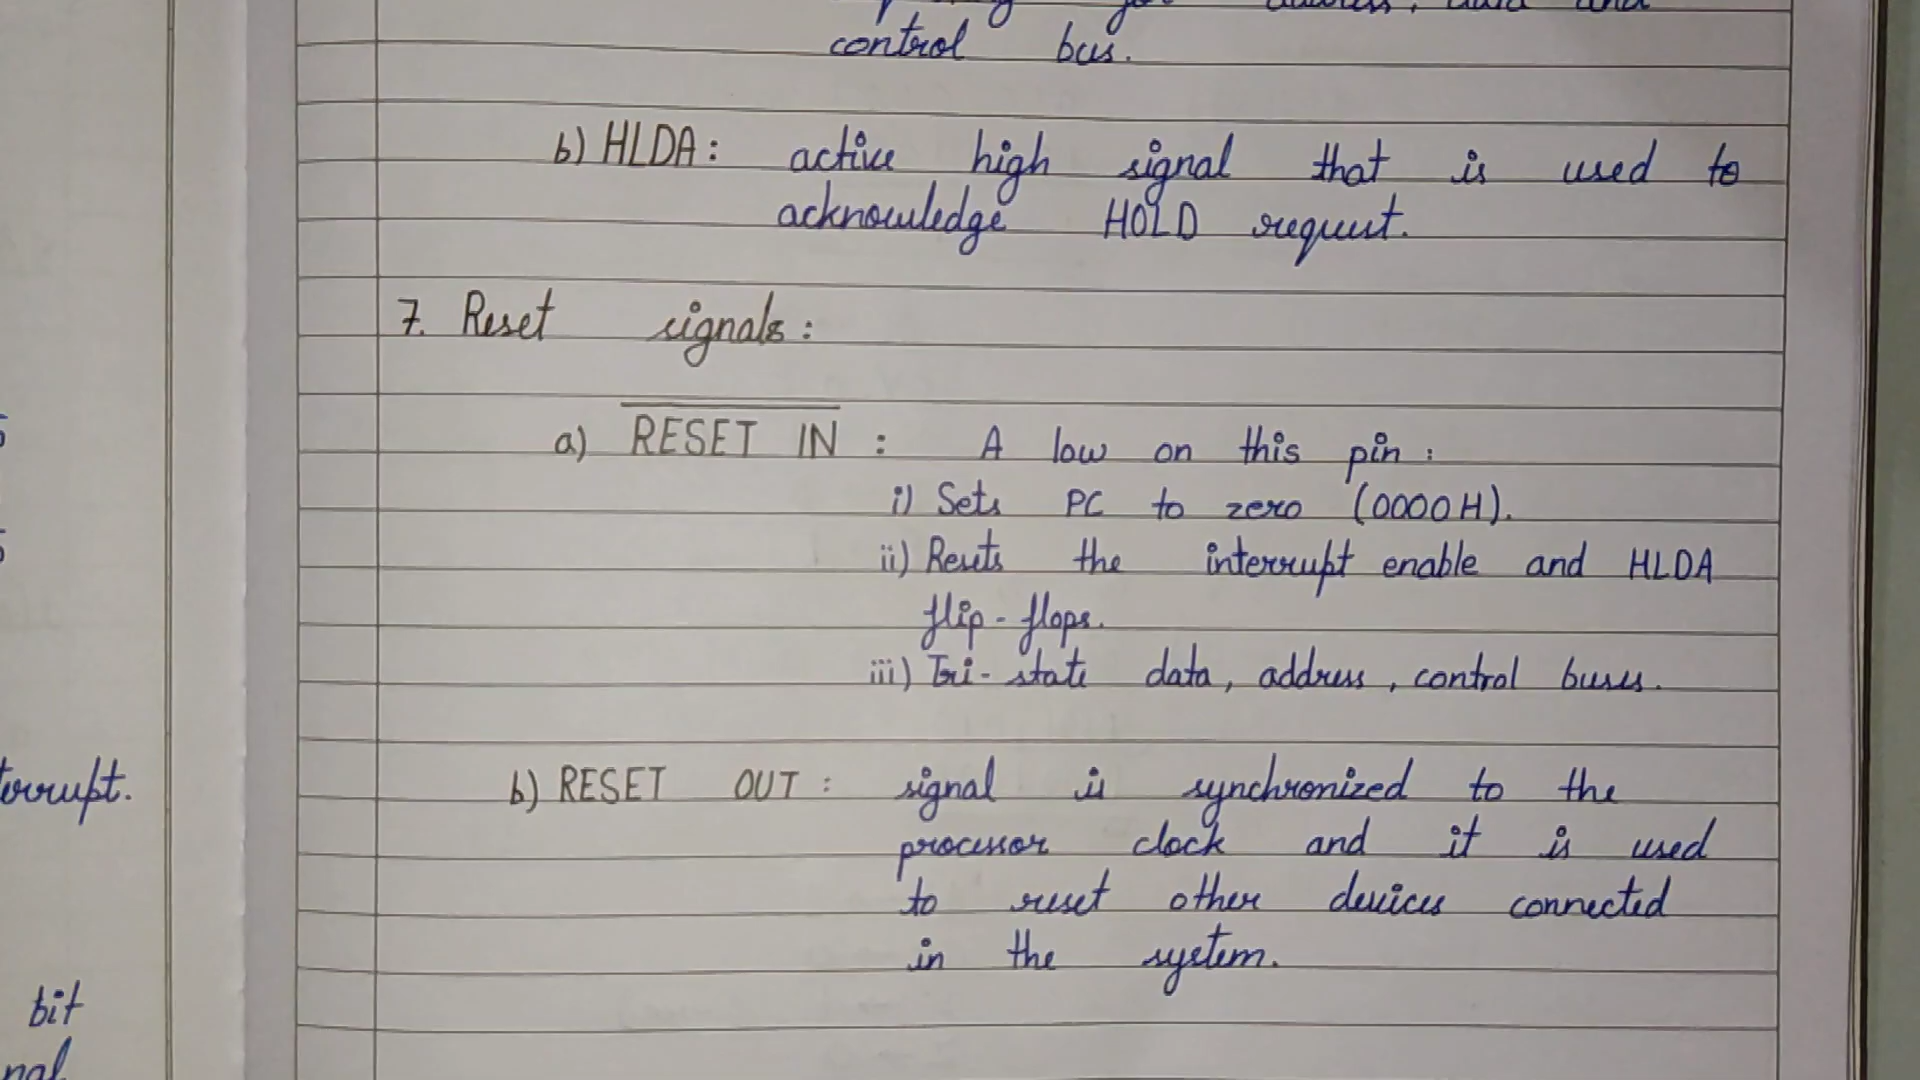 address, data and
control bus.
b) HLDA: active high signal that is used to
acknowledge HOLD request.
7. Reset signals:
a) RESET IN : A low on this pin :
i) Sets PC to zero (0000H).
ii) Resets the interrupt enable and HLDA
flip-flops.
iii) Tri-state data, address, control buses.
b) RESET OUT : signal is synchronized to the
processor clock and it is used
to reset other devices connected
in the system.
bit